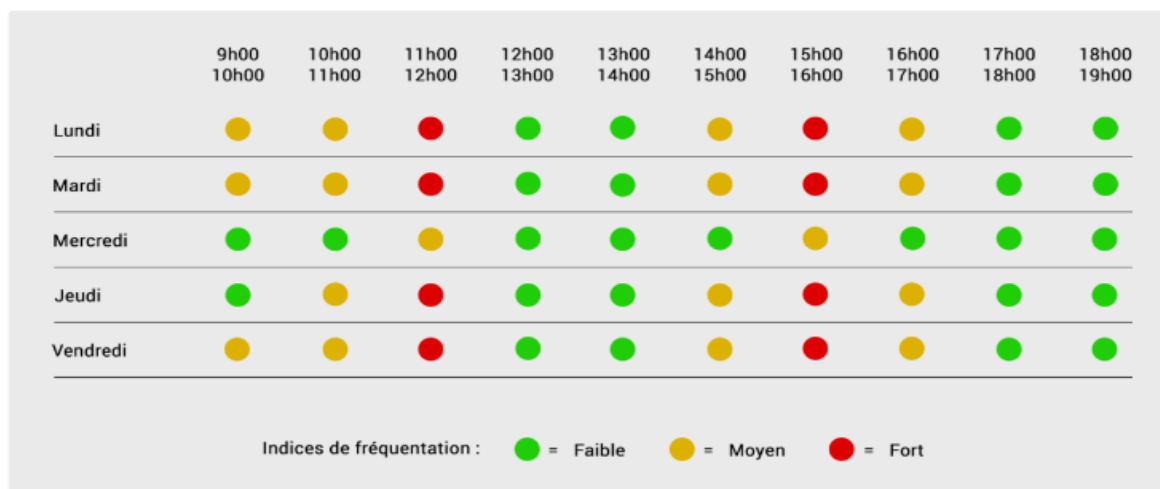 9h00 10h00 11h00 12h00 13h00 14h00 15h00 16h00 17h00 18h00
10h00 11h00 12h00 13h00 14h00 15h00 16h00 17h00 18h00 19h00
Lundi
Mardi
Mercredi
Jeudi
Vendredi
Indices de fréquentation : = Faible = Moyen = Fort